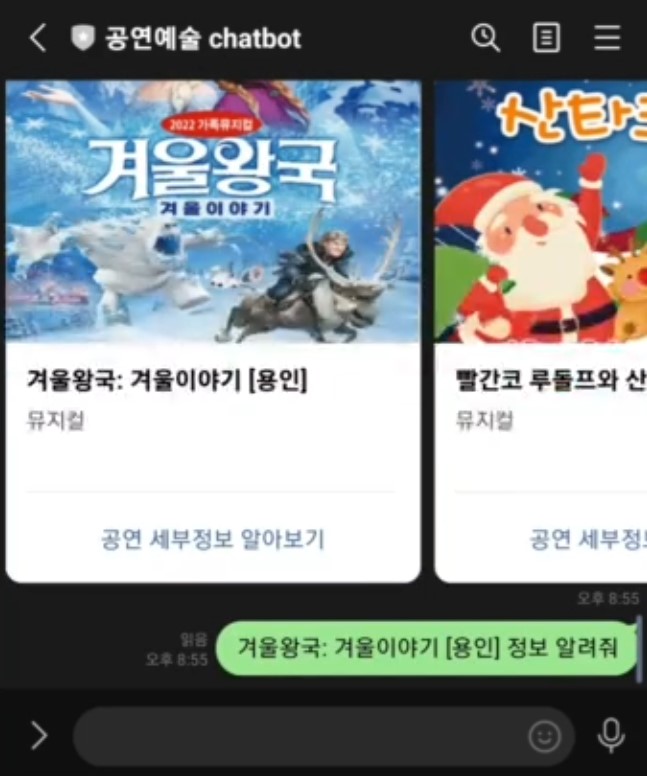 공연예술 chatbot
2022 가족뮤지컬
겨울왕국
겨울이야기
산타
겨울왕국: 겨울이야기 [용인]
뮤지컬
공연 세부정보 알아보기
빨간코 루돌프와 산
뮤지컬
공연 세부정
오후 8:55
읽음
오후 8:55
겨울왕국: 겨울이야기 [용인] 정보 알려줘